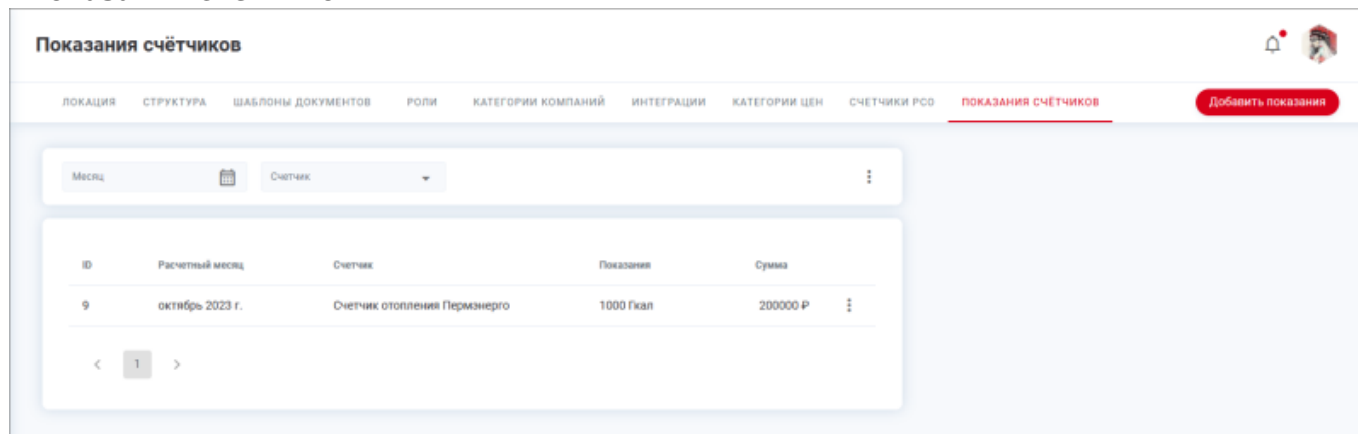 Показания счётчиков
ЛОКАЦИЯ СТРУКТУРА ШАБЛОНЫ ДОКУМЕНТОВ РОЛИ КАТЕГОРИИ КОМПАНИЙ ИНТЕГРАЦИИ КАТЕГОРИИ ЦЕН СЧЕТЧИКИ РСО ПОКАЗАНИЯ СЧЁТЧИКОВ Добавить показания
Месяц Счетчик
ID Расчетный месяц Счетчик Показания Сумма
9 октябрь 2023 г. Счетчик отопления Пермэнерго 1000 Гкал 200000 ₽
< 1 >